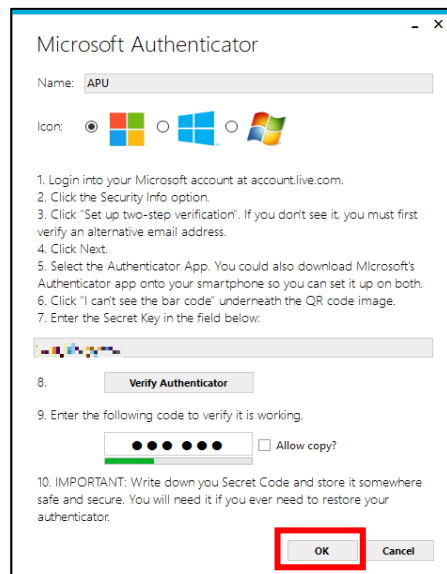 Microsoft Authenticator
Name: APU
Icon:
1. Login into your Microsoft account at account.live.com.
2. Click the Security Info option.
3. Click "Set up two-step verification". If you don't see it, you must first
verify an alternative email address.
4. Click Next.
5. Select the Authenticator App. You could also download MIcrosoft's
Authenticator app onto your smartphone so you can set it up on both.
6. Click "I can't see the bar code" underneath the QR code image.
7. Enter the Secret Key in the field below:
8. Verify Authenticator
9. Enter the following code to verify it is working.
●●● ●●● Allow copy?
10. IMPORTANT: Write down you Secret Code and store it somewhere
safe and secure. You will need it if you ever need to restore your
authenticator.
OK Cancel